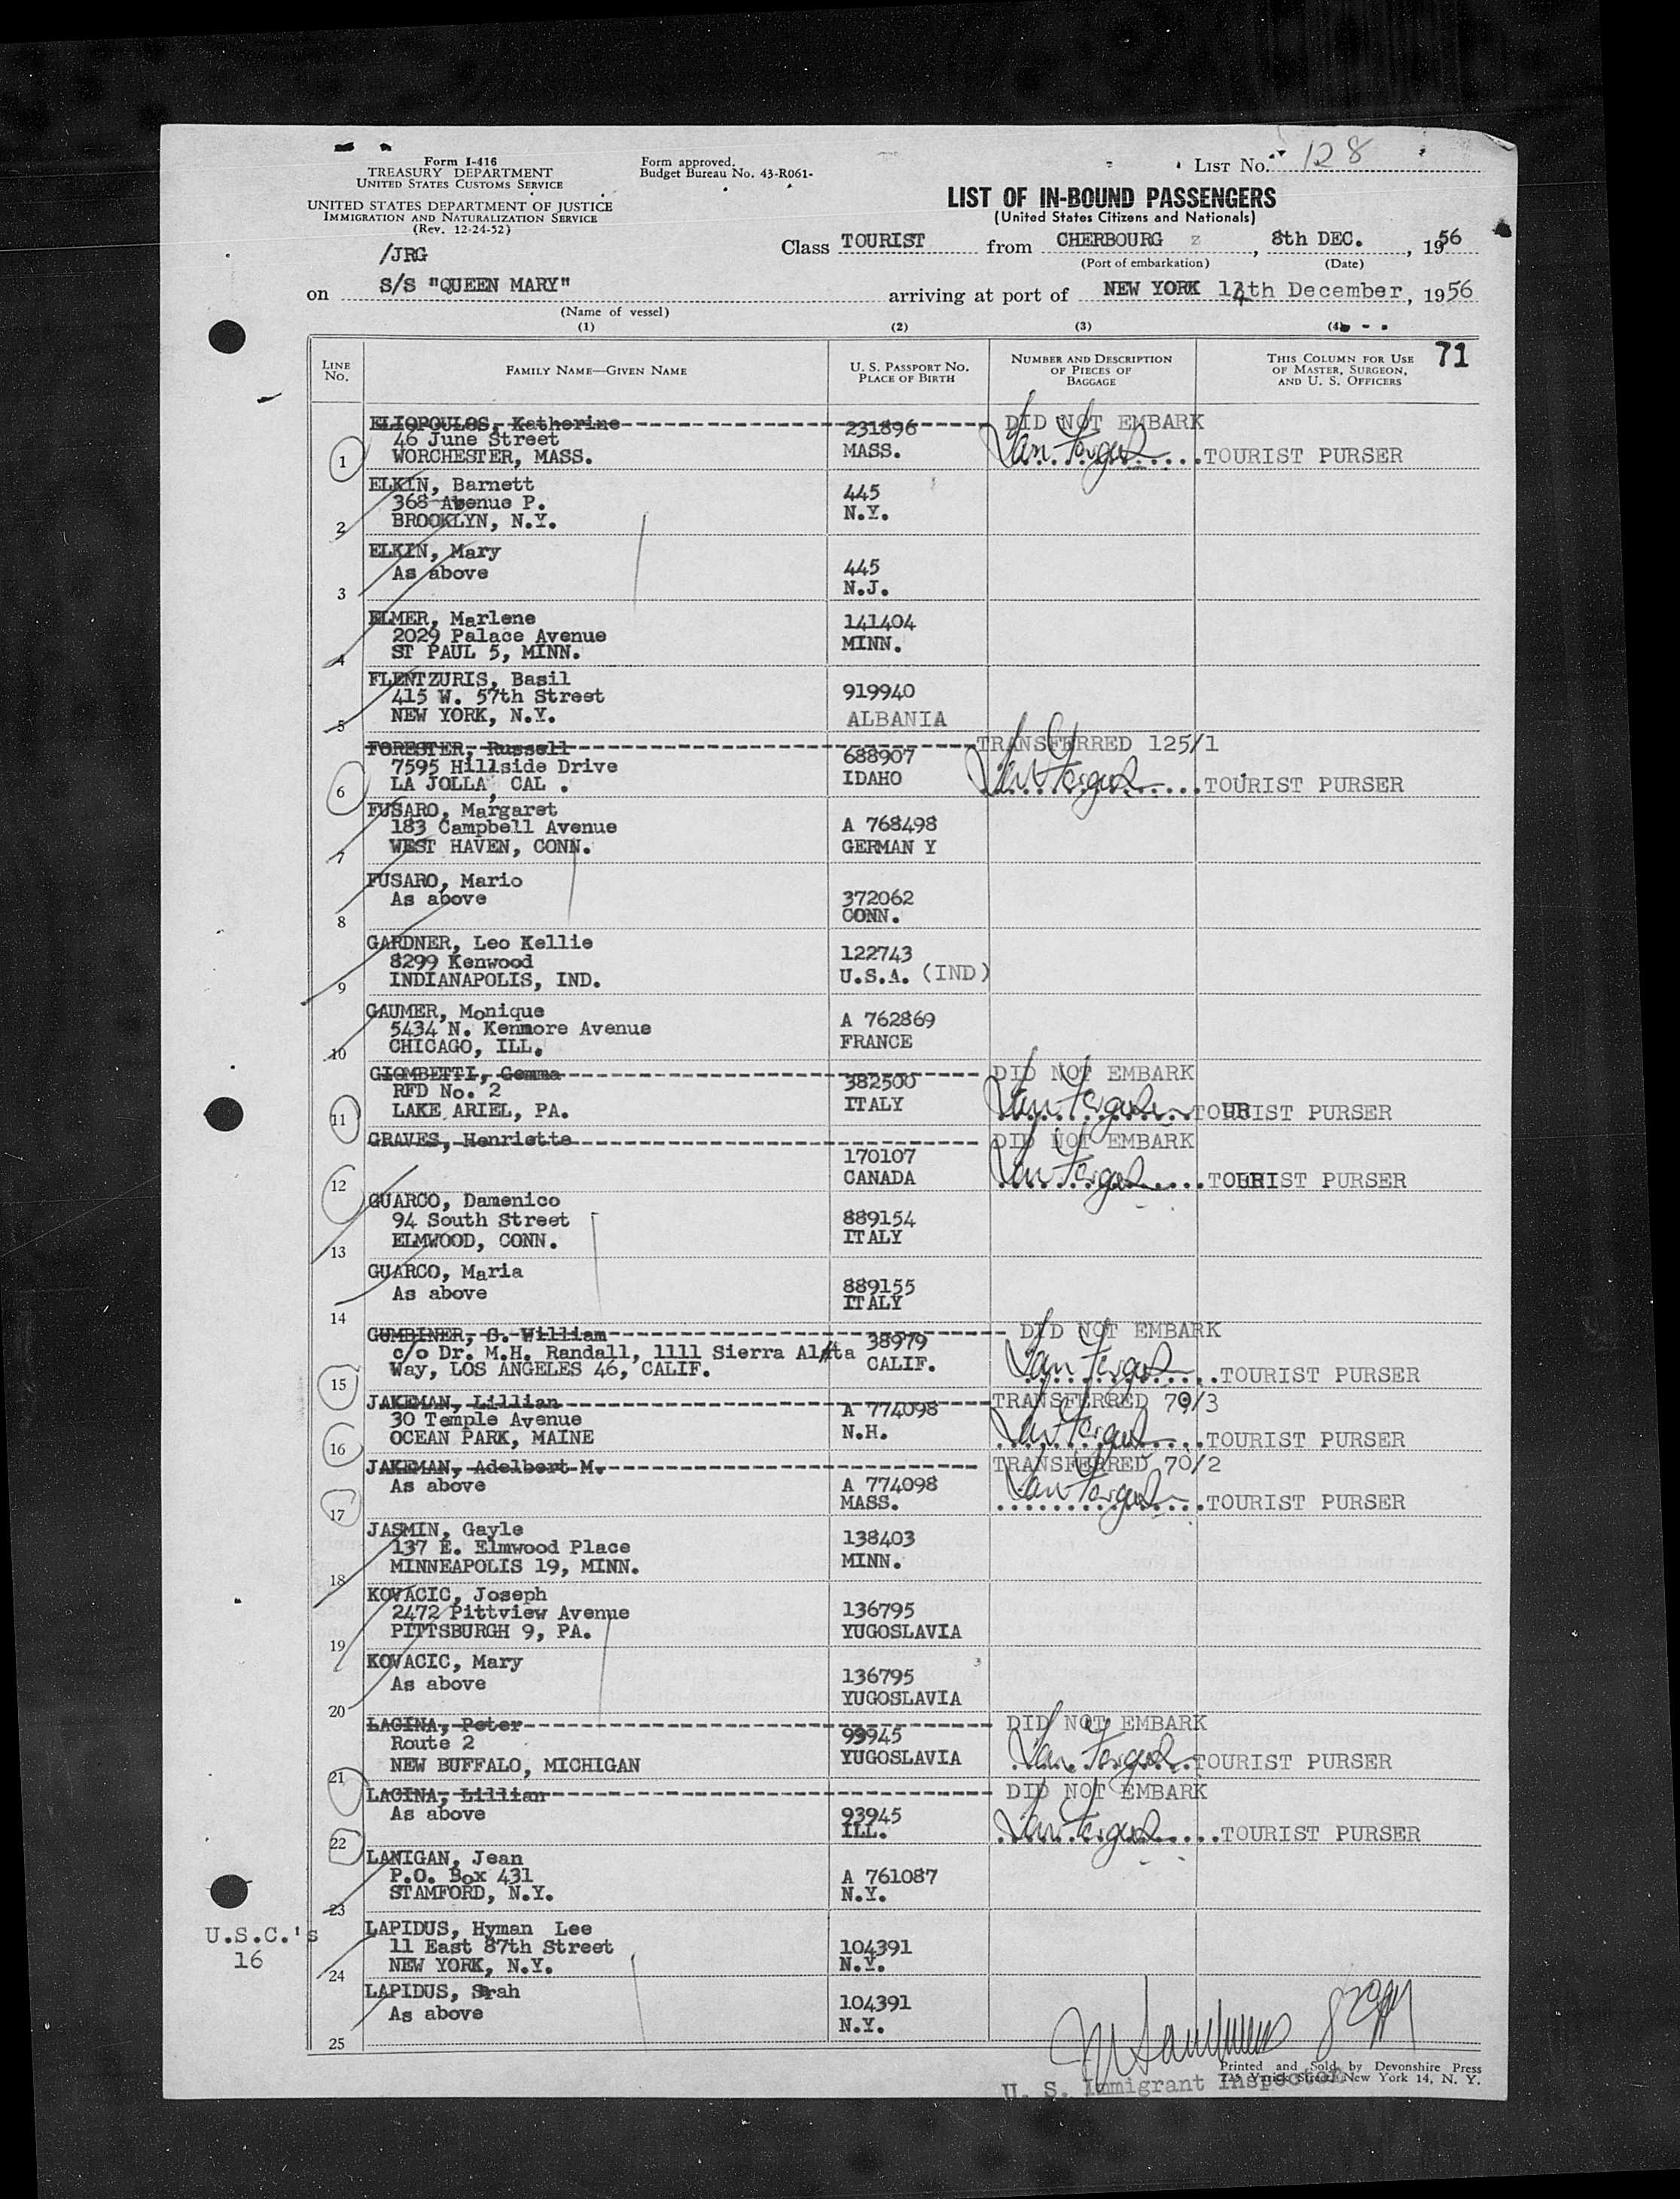 Form I-416
TREASURY DEPARTMENT
UNITED STATES CUSTOMS SERVICE
UNITED STATES DEPARTMENT OF JUSTICE
IMMIGRATION AND NATURALIZATION SERVICE
(Rev. 12-24-52)
Form approved.
Budget Bureau No. 43-R061-
LIST No. 128
LIST OF IN-BOUND PASSENGERS
(United States Citizens and Nationals)
/JRG
Class TOURIST from CHERBOURG z, 8th DEC., 1956
(Port of embarkation) (Date)
on S/S "QUEEN MARY" arriving at port of NEW YORK 14th December, 1956
(Name of vessel)
(1) (2) (3) (4)
71
LINE No.
FAMILY NAME—GIVEN NAME
U. S. PASSPORT NO.
PLACE OF BIRTH
NUMBER AND DESCRIPTION
OF PIECES OF
BAGGAGE
THIS COLUMN FOR USE
OF MASTER, SURGEON,
AND U. S. OFFICERS
ELIOPOULOS, Katherine 231896 DID NOT EMBARK
46 June Street
1 WORCHESTER, MASS. MASS. TOURIST PURSER
ELKIN, Barnett 445
368 Avenue P.
2 BROOKLYN, N.Y. N.Y.
ELKIN, Mary 445
3 As above N.J.
ELMER, Marlene 141404
2029 Palace Avenue MINN.
4 ST PAUL 5, MINN.
FLENTZURIS, Basil 919940
415 W. 57th Street
5 NEW YORK, N.Y. ALBANIA
FORESTER, Russell 688907 TRANSFERRED 125/1
7595 Hillside Drive
6 LA JOLLA, CAL . IDAHO TOURIST PURSER
FUSARO, Margaret A 768498
183 Campbell Avenue
7 WEST HAVEN, CONN. GERMAN Y
FUSARO, Mario 372062
8 As above CONN.
GARDNER, Leo Kellie 122743
8299 Kenwood
9 INDIANAPOLIS, IND. U.S.A. (IND)
GAUMER, Monique A 762869
5434 N. Kenmore Avenue
10 CHICAGO, ILL. FRANCE
GIOMBETTI, Gemma 382500 DID NOT EMBARK
RFD No. 2
11 LAKE ARIEL, PA. ITALY TOURIST PURSER
GRAVES, Henriette 170107 DID NOT EMBARK
12 CANADA TOURIST PURSER
GUARCO, Damenico 889154
94 South Street
13 ELMWOOD, CONN. ITALY
GUARCO, Maria 889155
14 As above ITALY
GUMBINER, S. William 38979 DID NOT EMBARK
c/o Dr. M.H. Randall, 1111 Sierra Alta
15 Way, LOS ANGELES 46, CALIF. CALIF. TOURIST PURSER
JAKEMAN, Lillian A 774098 TRANSFERRED 70/3
30 Temple Avenue
16 OCEAN PARK, MAINE N.H. TOURIST PURSER
JAKEMAN, Adelbert M. A 774098 TRANSFERRED 70/2
17 As above MASS. TOURIST PURSER
JASMIN, Gayle 138403
137 E. Elmwood Place
18 MINNEAPOLIS 19, MINN. MINN.
KOVACIC, Joseph 136795
2472 Pittview Avenue
19 PITTSBURGH 9, PA. YUGOSLAVIA
KOVACIC, Mary 136795
20 As above YUGOSLAVIA
LAGINA, Peter 93945 DID NOT EMBARK
Route 2
21 NEW BUFFALO, MICHIGAN YUGOSLAVIA TOURIST PURSER
LAGINA, Lillian 93945 DID NOT EMBARK
22 As above ILL. TOURIST PURSER
LANIGAN, Jean A 761087
P.O. Box 431
23 STAMFORD, N.Y. N.Y.
U.S.C.'s
16
LAPIDUS, Hyman Lee 104391
11 East 87th Street
24 NEW YORK, N.Y. N.Y.
LAPIDUS, Srah 104391
25 As above N.Y.
U. S. Immigrant Inspector
Printed and Sold by Devonshire Press
225 Varick Street, New York 14, N. Y.